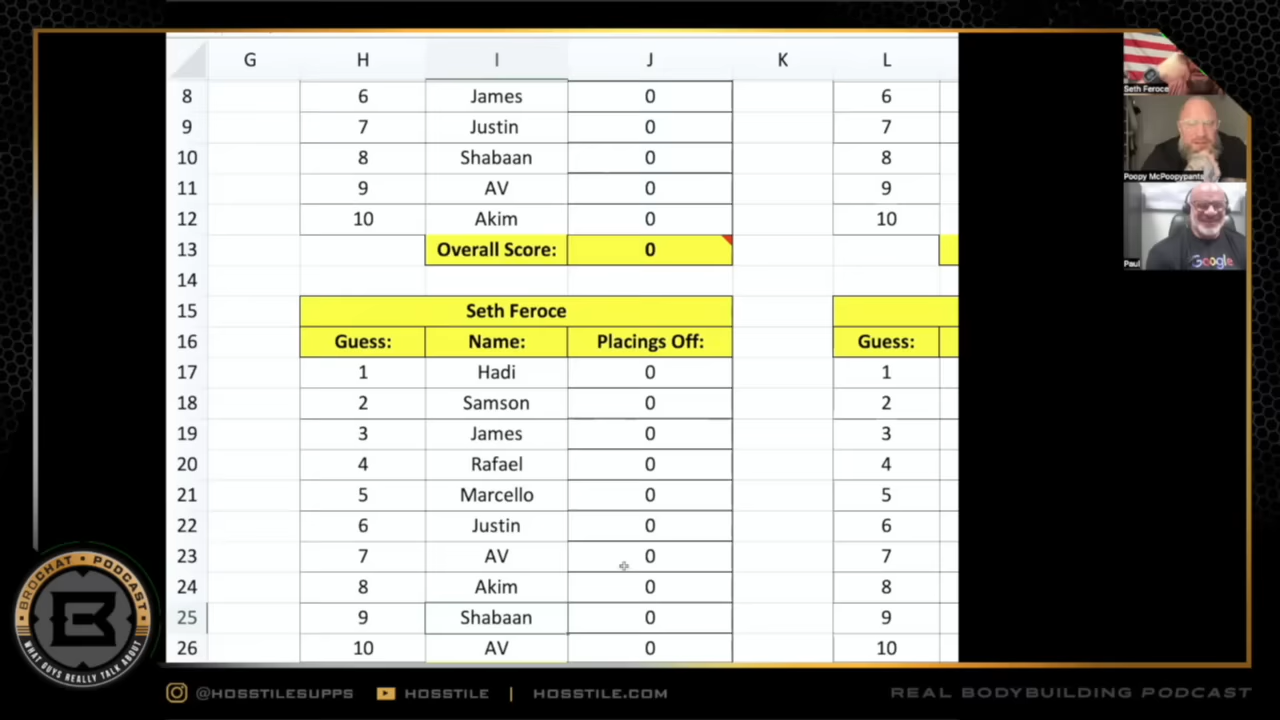 G H I J K L
8 6 James 0 6
9 7 Justin 0 7
10 8 Shabaan 0 8
11 9 AV 0 9
12 10 Akim 0 10
13 Overall Score: 0
14
15 Seth Feroce
16 Guess: Name: Placings Off: Guess:
17 1 Hadi 0 1
18 2 Samson 0 2
19 3 James 0 3
20 4 Rafael 0 4
21 5 Marcello 0 5
22 6 Justin 0 6
23 7 AV 0 7
24 8 Akim 0 8
25 9 Shabaan 0 9
26 10 AV 0 10
Seth Feroce
Poopy McPoopypants
Paul
Google
BROCHAT • PODCAST
B
WHAT GUYS REALLY TALK ABOUT
@HOSSTILESUPPS HOSSTILE | HOSSTILE.COM
REAL BODYBUILDING PODCAST